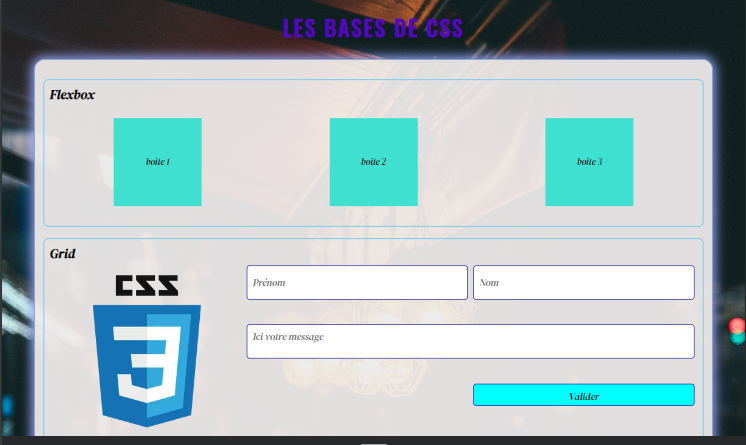 LES BASES DE CSS
Flexbox
boite 1
boite 2
boite 3
Grid
CSS
3
Prénom
Nom
Ici votre message
Valider